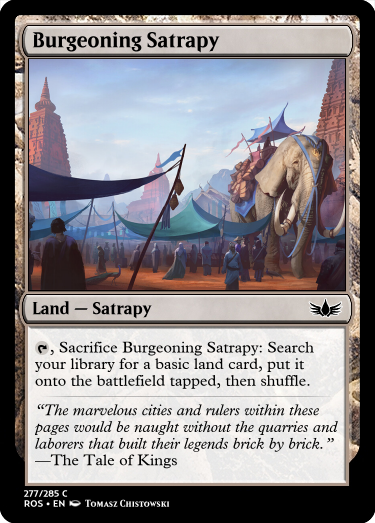 Burgeoning Satrapy
Land — Satrapy
, Sacrifice Burgeoning Satrapy: Search
your library for a basic land card, put it
onto the battlefield tapped, then shuffle.
“The marvelous cities and rulers within these
pages would be naught without the quarries and
laborers that built their legends brick by brick.”
—The Tale of Kings
277/285 C
ROS • EN Tomasz Chistowski